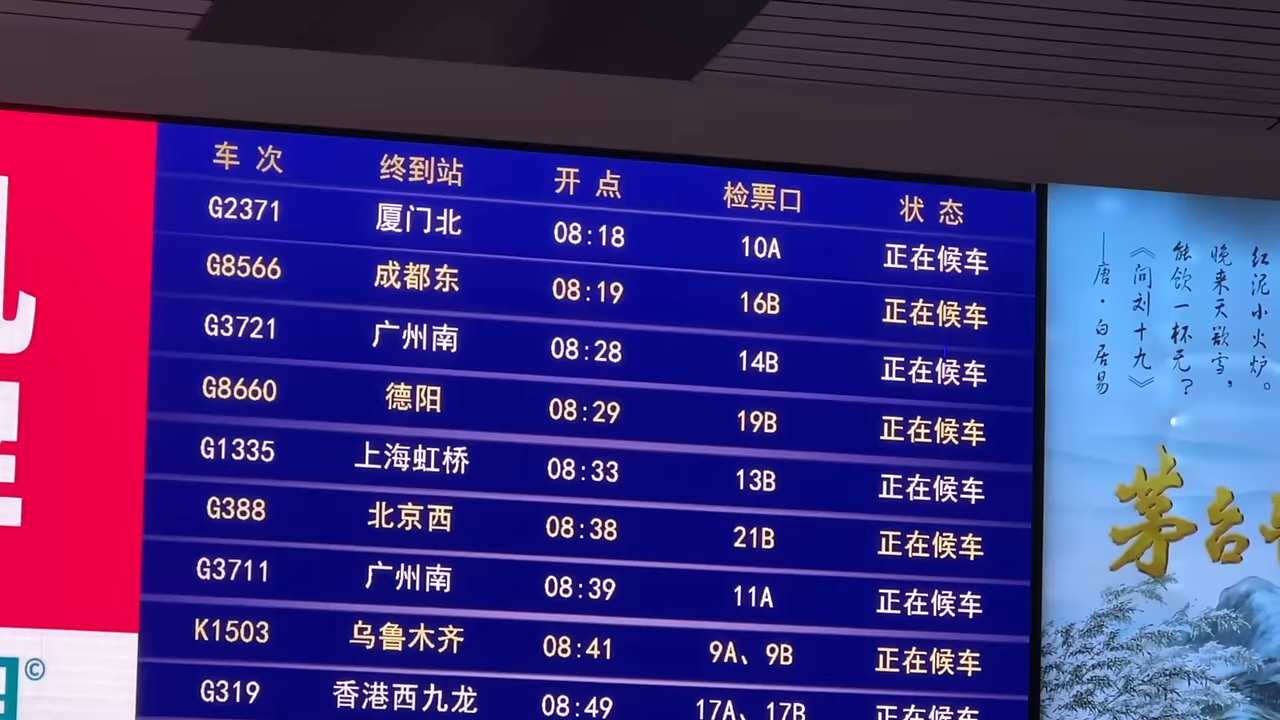 车次 终到站 开点 检票口 状态
G2371 厦门北 08:18 10A 正在候车
G8566 成都东 08:19 16B 正在候车
G3721 广州南 08:28 14B 正在候车
G8660 德阳 08:29 19B 正在候车
G1335 上海虹桥 08:33 13B 正在候车
G388 北京西 08:38 21B 正在候车
G3711 广州南 08:39 11A 正在候车
K1503 乌鲁木齐 08:41 9A、9B 正在候车
G319 香港西九龙 08:49 17A、17B 正在候车
红泥小火炉。
晚来天欲雪，
能饮一杯无？
《问刘十九》
——唐·白居易
茅台
©